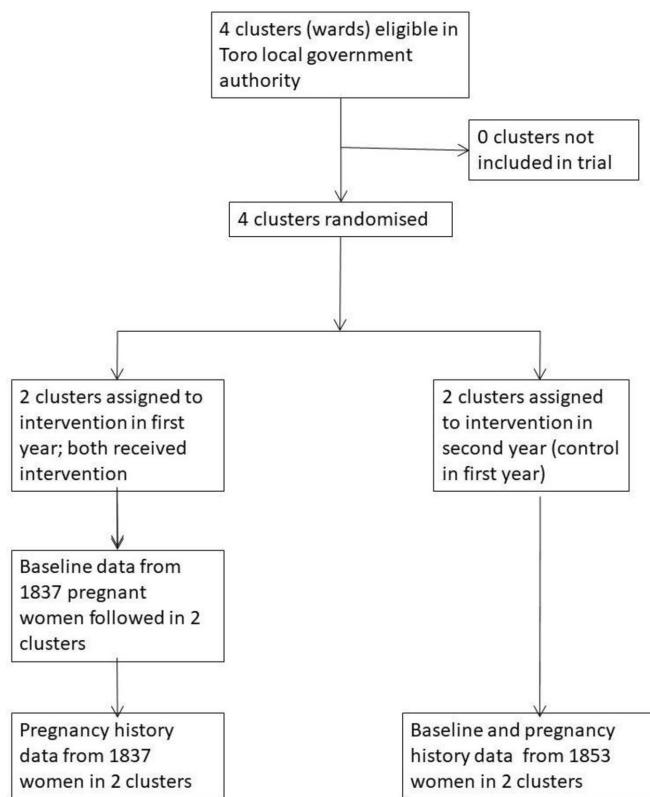 4 clusters (wards) eligible in
Toro local government
authority
0 clusters not
included in trial
4 clusters randomised
2 clusters assigned to
intervention in first
year; both received
intervention
2 clusters assigned
to intervention in
second year (control
in first year)
Baseline data from
1837 pregnant
women followed in 2
clusters
Pregnancy history
data from 1837
women in 2 clusters
Baseline and pregnancy
history data from 1853
women in 2 clusters